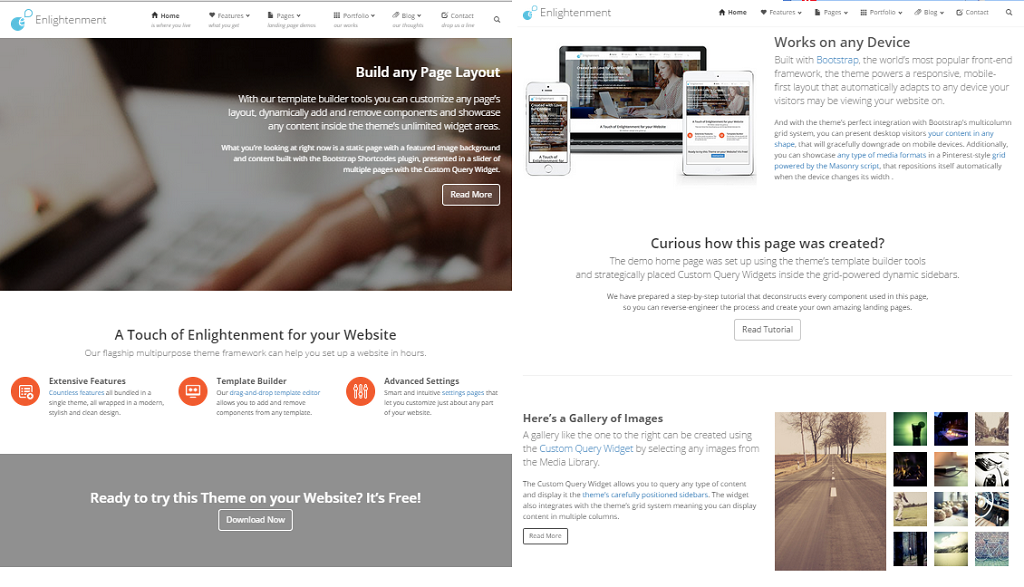 Enlightenment
Home
is where you live
Features
what you get
Pages
landing page demos
Portfolio
our works
Blog
our thoughts
Contact
drop us a line
Build any Page Layout
With our template builder tools you can customize any page's
layout, dynamically add and remove components and showcase
any content inside the theme's unlimited widget areas.
What you're looking at right now is a static page with a featured image background
and content built with the Bootstrap Shortcodes plugin, presented in a slider of
multiple pages with the Custom Query Widget.
Read More
A Touch of Enlightenment for your Website
Our flagship multipurpose theme framework can help you set up a website in hours.
Extensive Features
Countless features all bundled in a
single theme, all wrapped in a modern,
stylish and clean design.
Template Builder
Our drag-and-drop template editor
allows you to add and remove
components from any template.
Advanced Settings
Smart and intuitive settings pages that
let you customize just about any part
of your website.
Ready to try this Theme on your Website? It's Free!
Download Now
Enlightenment
Home
Features
Pages
Portfolio
Blog
Contact
Works on any Device
Built with Bootstrap, the world's most popular front-end
framework, the theme powers a responsive, mobile-
first layout that automatically adapts to any device your
visitors may be viewing your website on.
And with the theme's perfect integration with Bootstrap's multicolumn
grid system, you can present desktop visitors your content in any
shape, that will gracefully downgrade on mobile devices. Additionally,
you can showcase any type of media formats in a Pinterest-style grid
powered by the Masonry script, that repositions itself automatically
when the device changes its width .
Curious how this page was created?
The demo home page was set up using the theme's template builder tools
and strategically placed Custom Query Widgets inside the grid-powered dynamic sidebars.
We have prepared a step-by-step tutorial that deconstructs every component used in this page,
so you can reverse-engineer the process and create your own amazing landing pages.
Read Tutorial
Here's a Gallery of Images
A gallery like the one to the right can be created using
the Custom Query Widget by selecting any images from
the Media Library.
The Custom Query Widget allows you to query any type of content
and display it the theme's carefully positioned sidebars. The widget
also integrates with the theme's grid system meaning you can display
content in multiple columns.
Read More